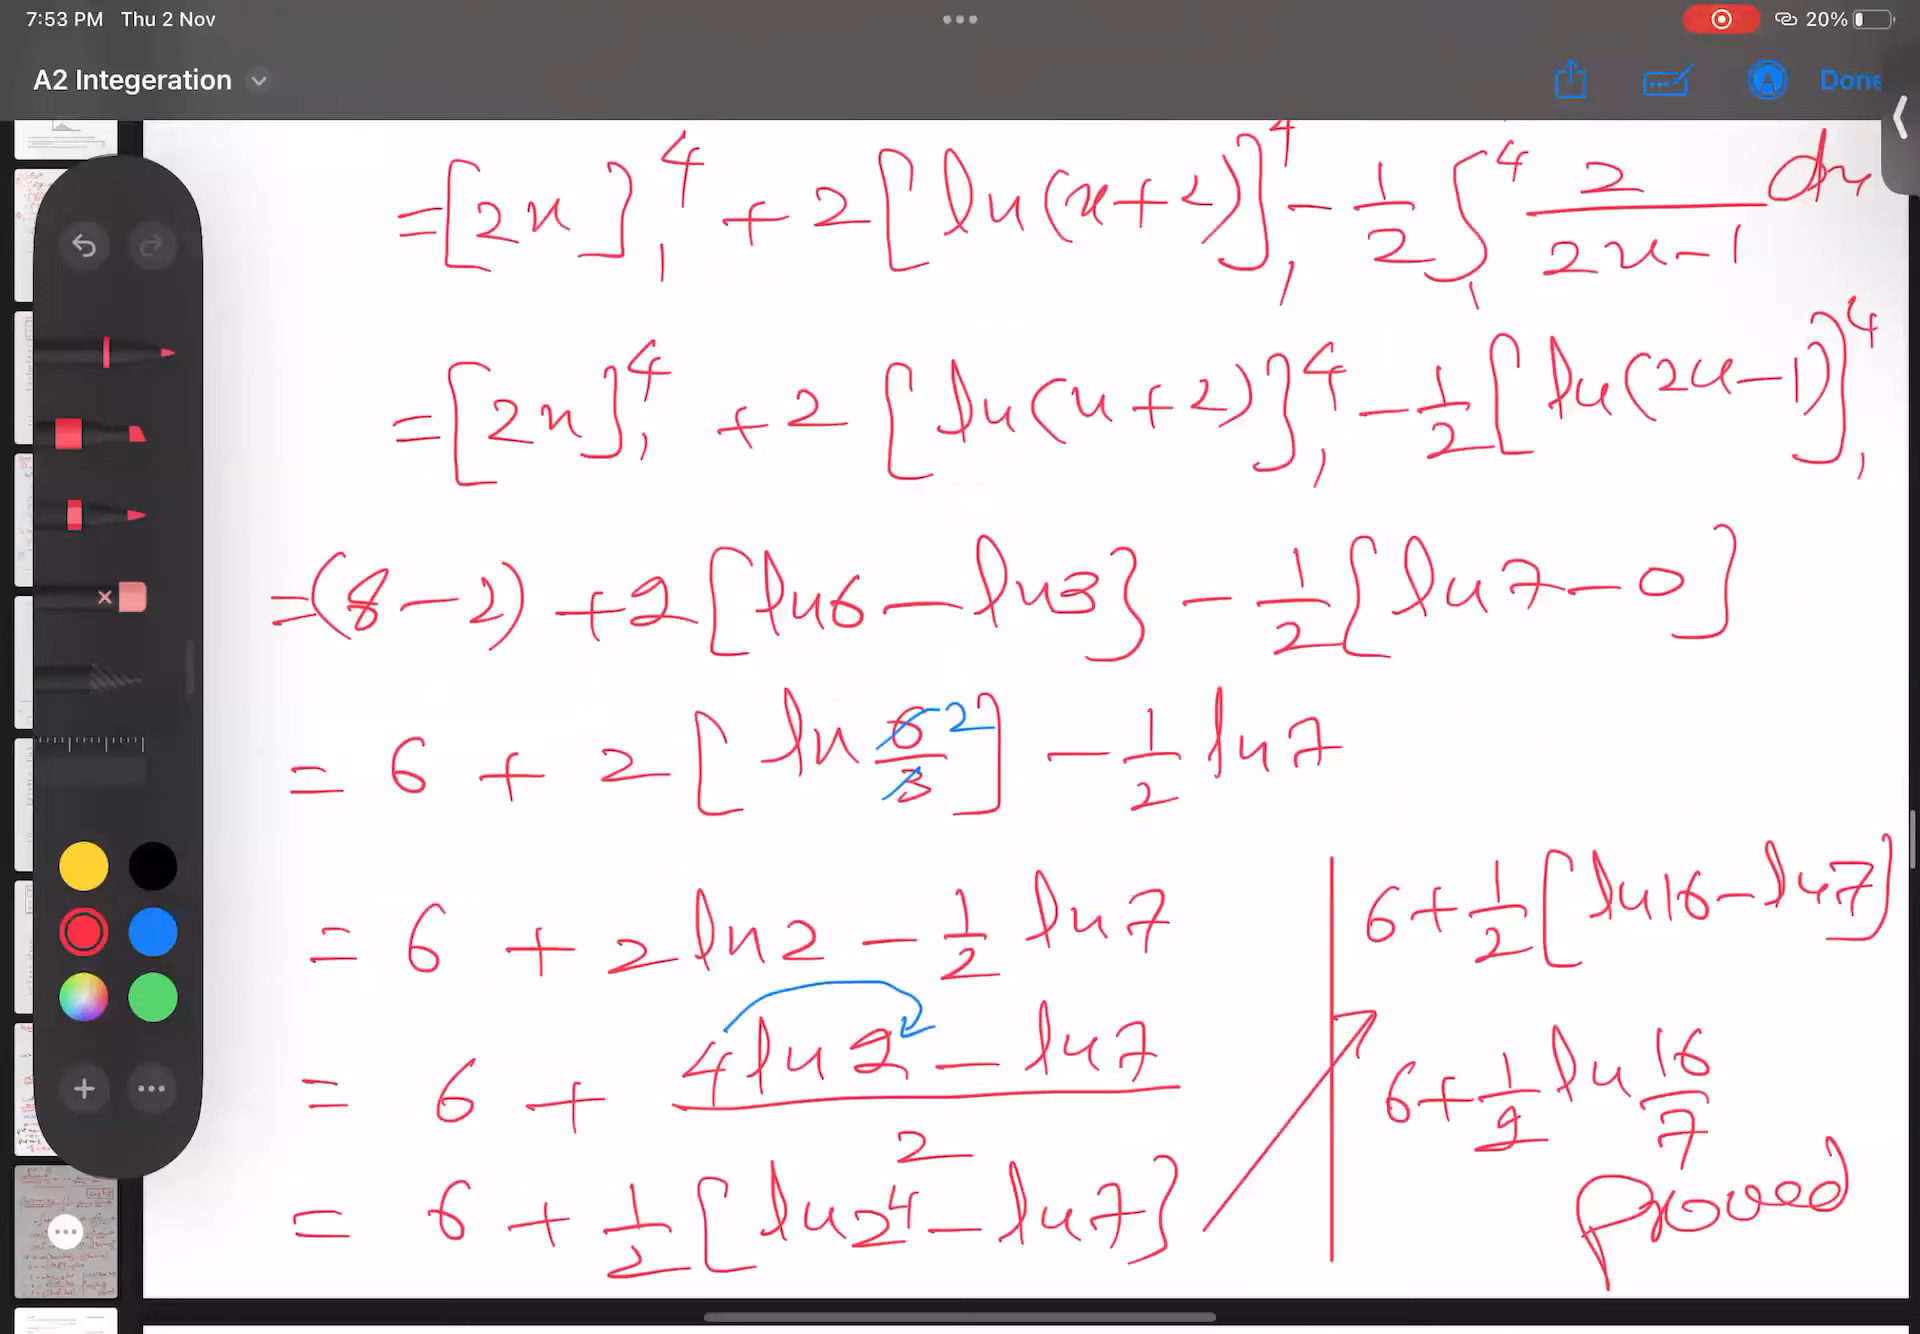 7:53 PM Thu 2 Nov
20%
A2 Integeration
Done
=[2x]₁⁴ + 2[ln(x+2)]₁⁴ - 1/2 ∫₁⁴ 2/(2x-1) dx
=[2x]₁⁴ + 2[ln(x+2)]₁⁴ - 1/2 [ln(2x-1)]₁⁴
=(8-2) + 2[ln6 - ln3] - 1/2 [ln7 - 0]
= 6 + 2[ln 6/3 2] - 1/2 ln7
= 6 + 2ln2 - 1/2 ln7
= 6 + (4ln2 - ln7)/2
= 6 + 1/2 [ln2⁴ - ln7]
6 + 1/2 [ln16 - ln7]
6 + 1/2 ln 16/7
proved